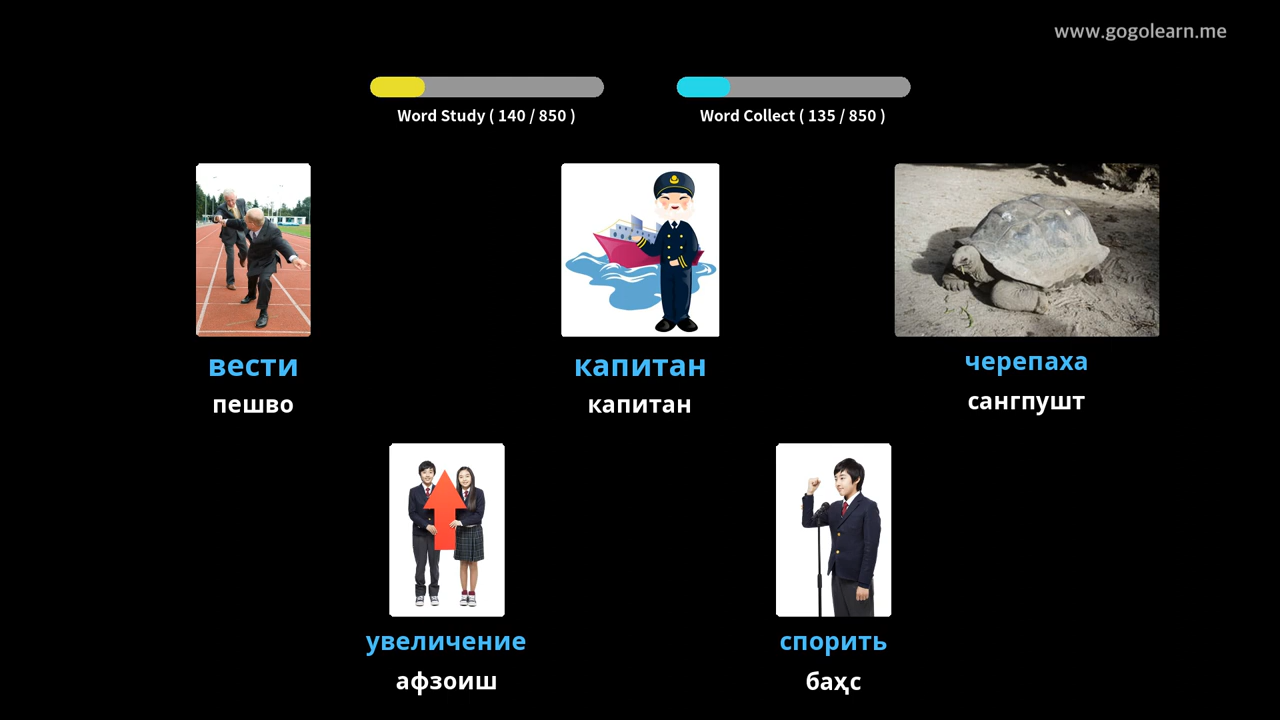 www.gogolearn.me
Word Study ( 140 / 850 )
Word Collect ( 135 / 850 )
вести
пешво
капитан
капитан
черепаха
сангпушт
увеличение
афзоиш
спорить
баҳс